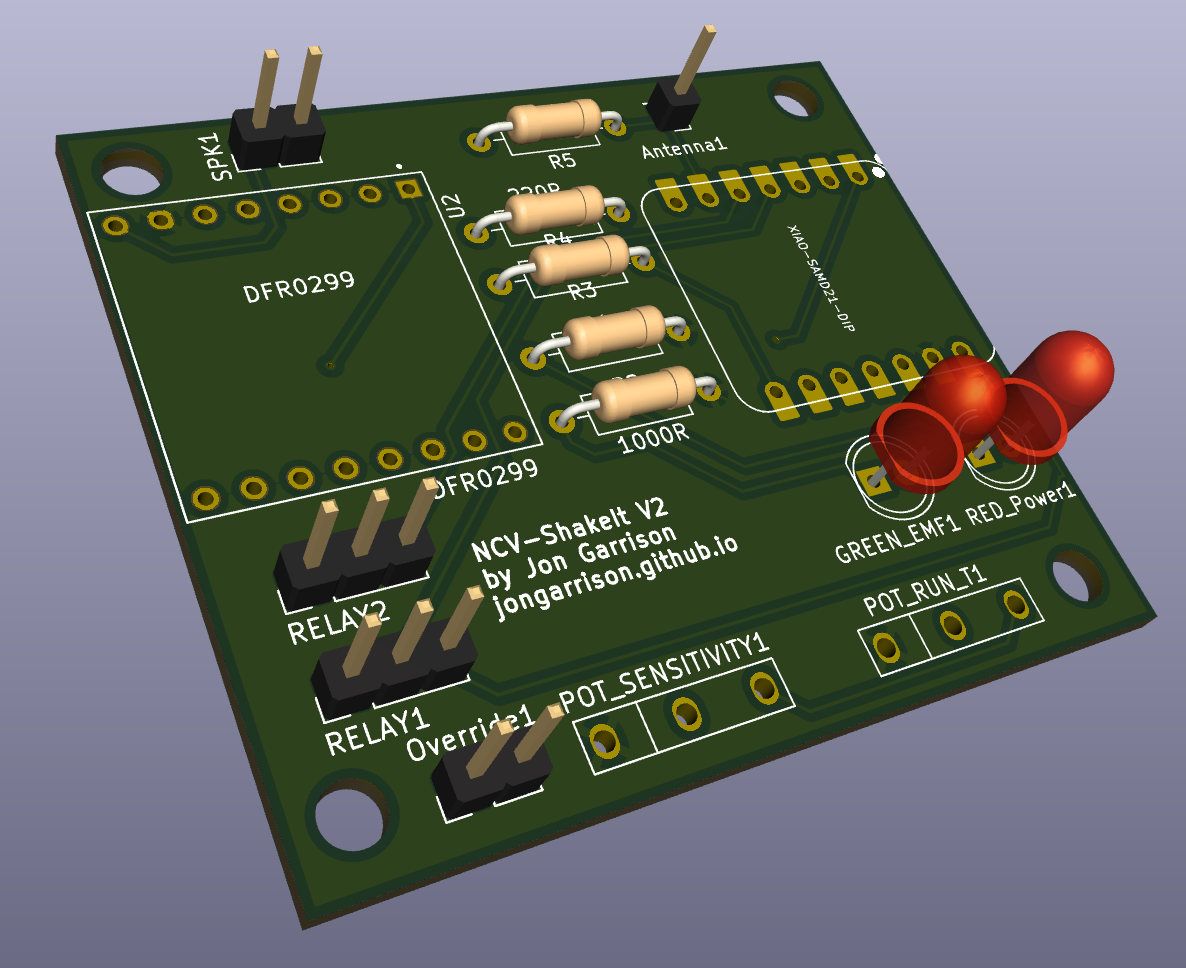 SPK1
R5
Antenna1
U2
R4
DFR0299
R3
XIAO-SAMD21-DIP
1000R
DFR0299
NCV-ShakeIt V2
by Jon Garrison
jongarrison.github.io
GREEN_EMF1
RED_Power1
RELAY2
POT_RUN_T1
POT_SENSITIVITY1
RELAY1
Override1